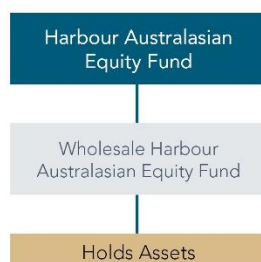 Harbour Australasian
Equity Fund
Wholesale Harbour
Australasian Equity Fund
Holds Assets